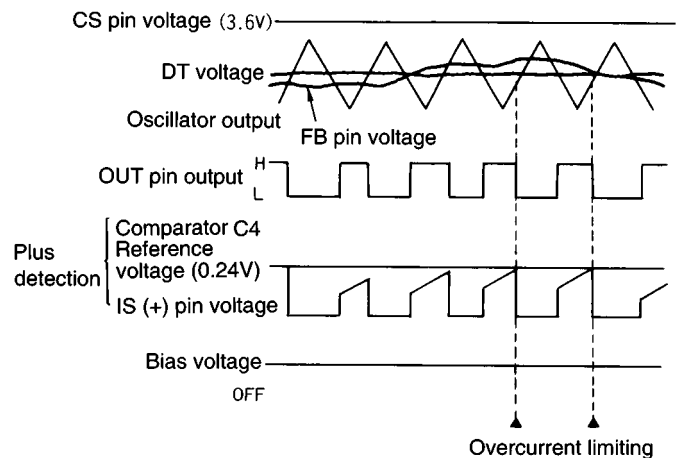 CS pin voltage (3.6V)
DT voltage
Oscillator output
FB pin voltage
H
OUT pin output
L
Comparator C4
Reference
voltage (0.24V)
Plus
detection
IS (+) pin voltage
Bias voltage
OFF
Overcurrent limiting